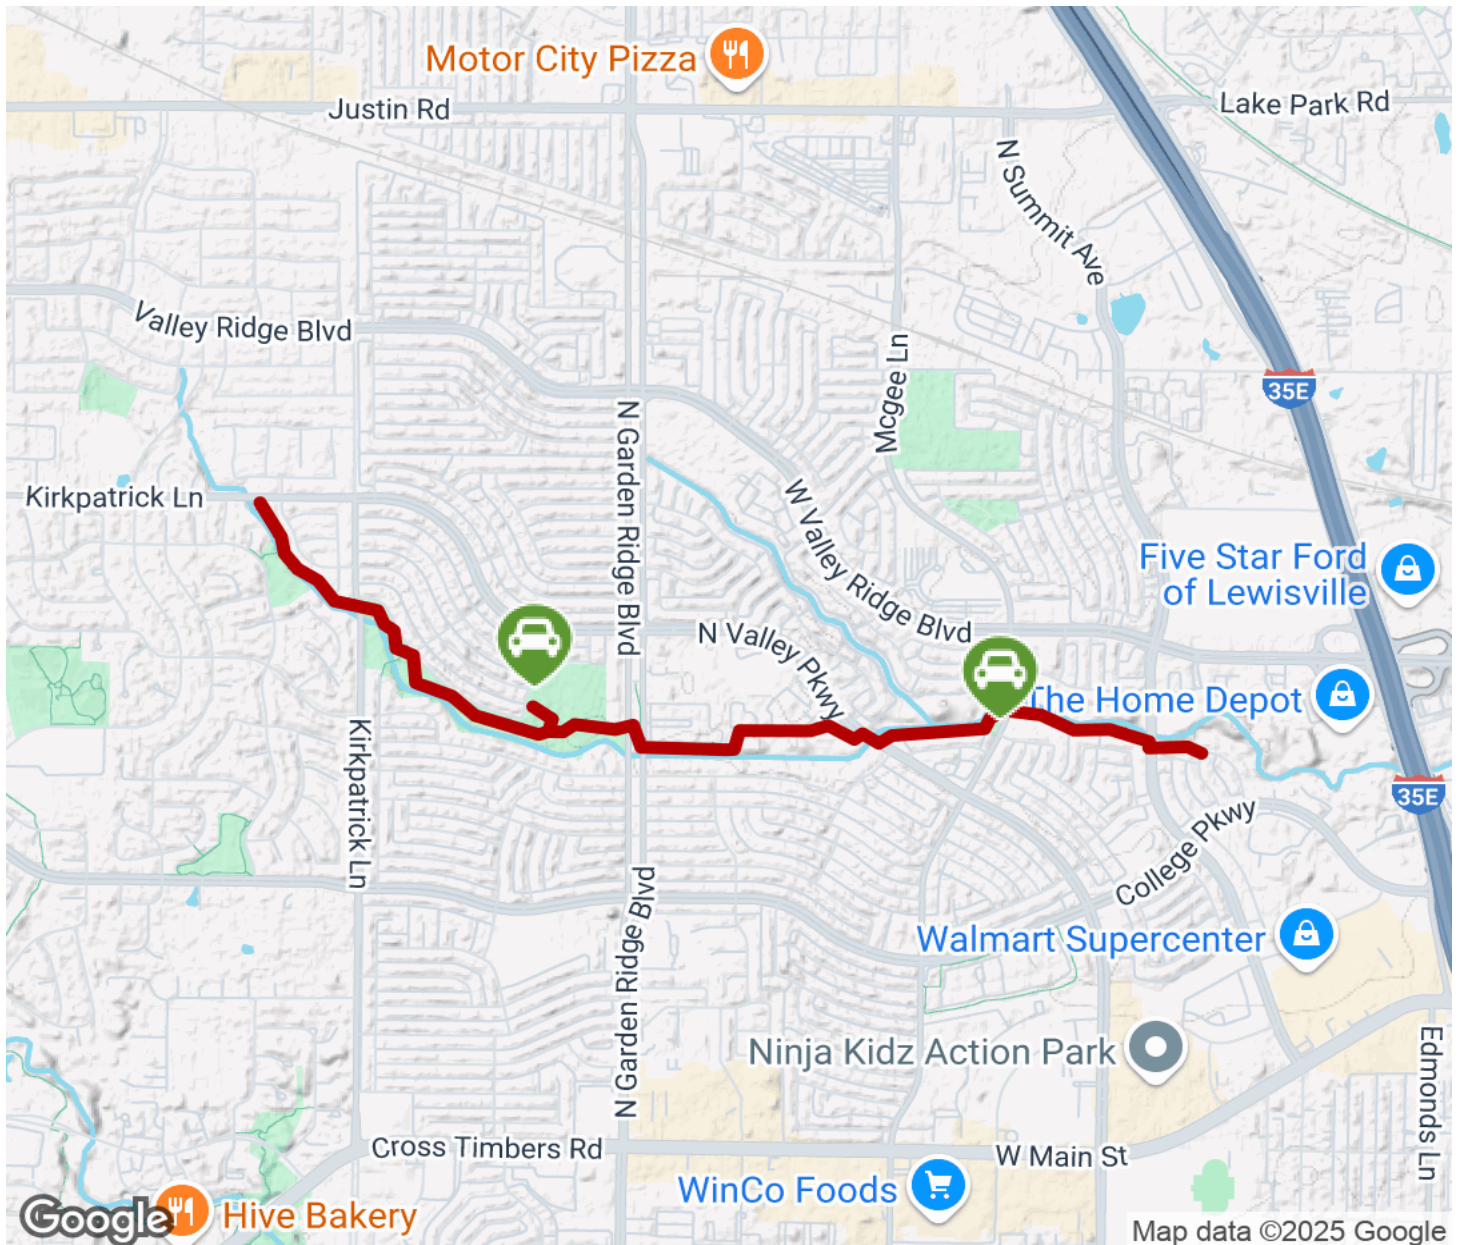 Motor City Pizza
Justin Rd
Lake Park Rd
N Summit Ave
Valley Ridge Blvd
Mcgee Ln
35E
N Garden Ridge Blvd
Kirkpatrick Ln
W Valley Ridge Blvd
Five Star Ford
of Lewisville
N Valley Pkwy
The Home Depot
Kirkpatrick Ln
35E
College Pkwy
N Garden Ridge Blvd
Walmart Supercenter
Ninja Kidz Action Park
Edmonds Ln
Cross Timbers Rd
W Main St
WinCo Foods
Google
Hive Bakery
Map data ©2025 Google